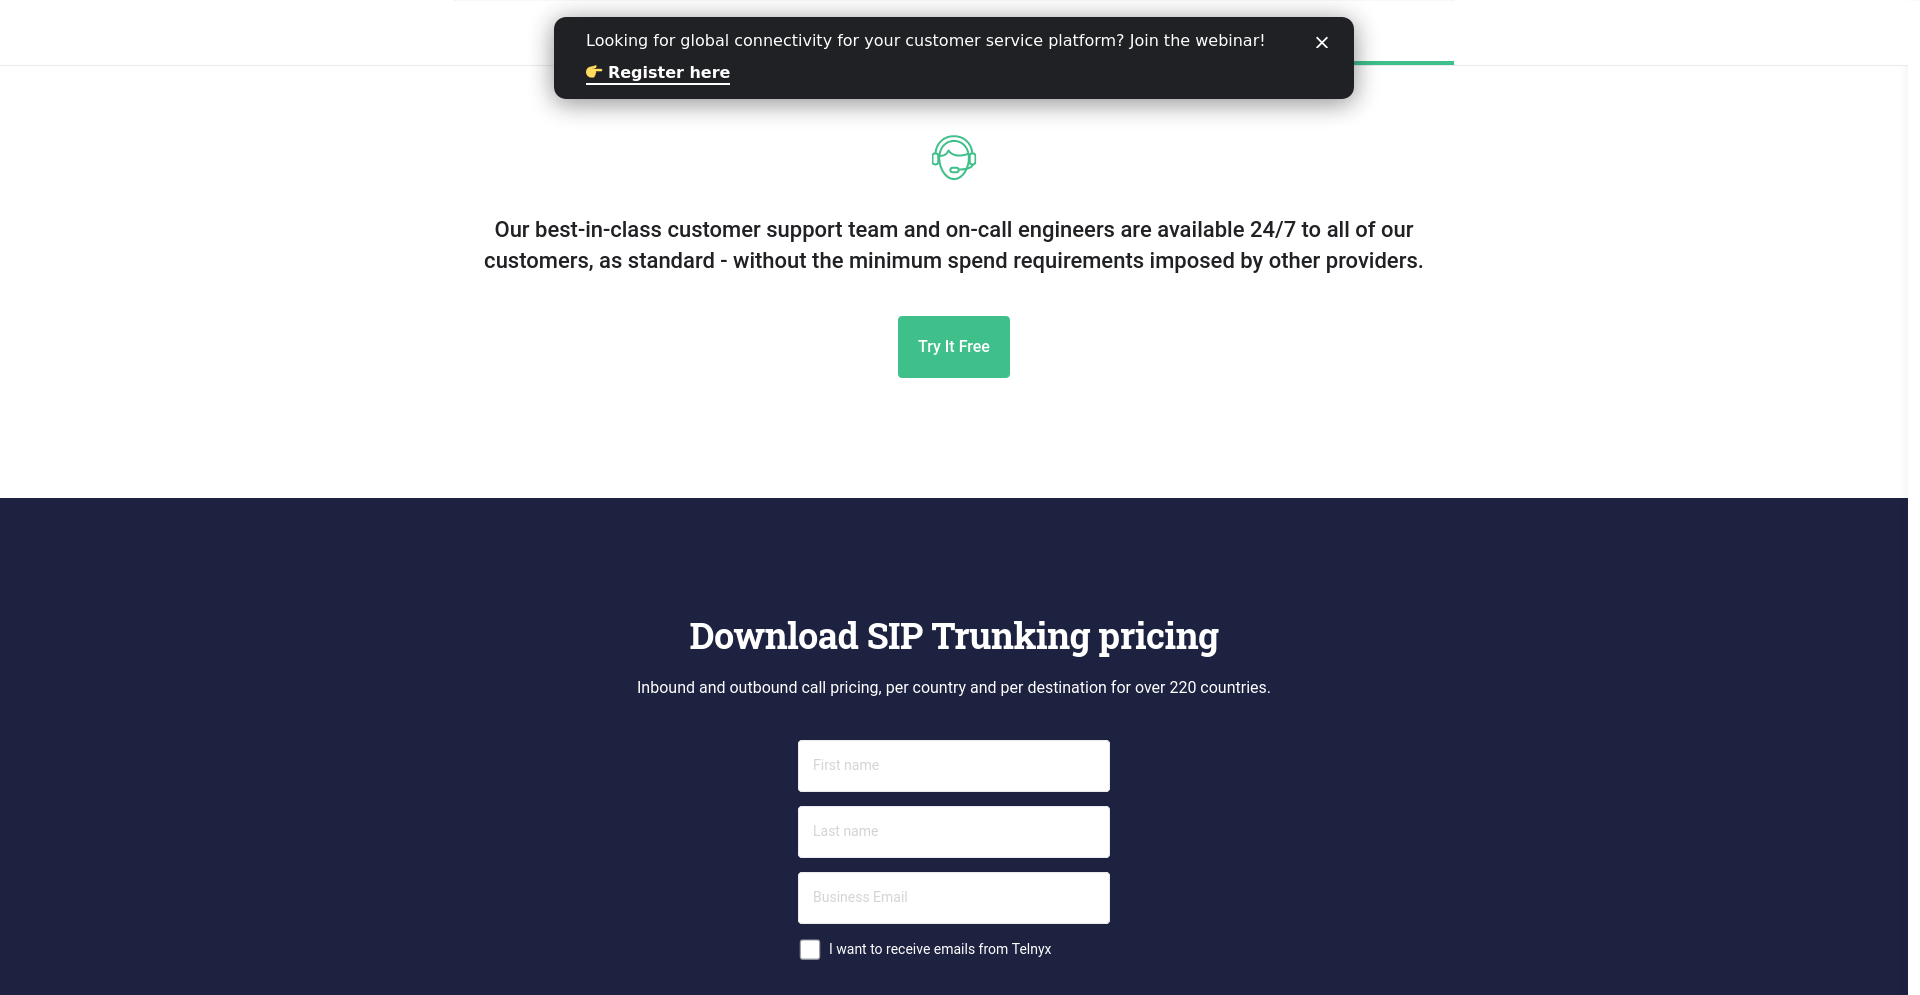 Looking for global connectivity for your customer service platform? Join the webinar!
👉 Register here
Our best-in-class customer support team and on-call engineers are available 24/7 to all of our
customers, as standard - without the minimum spend requirements imposed by other providers.
Try It Free
Download SIP Trunking pricing
Inbound and outbound call pricing, per country and per destination for over 220 countries.
First name
Last name
Business Email
I want to receive emails from Telnyx